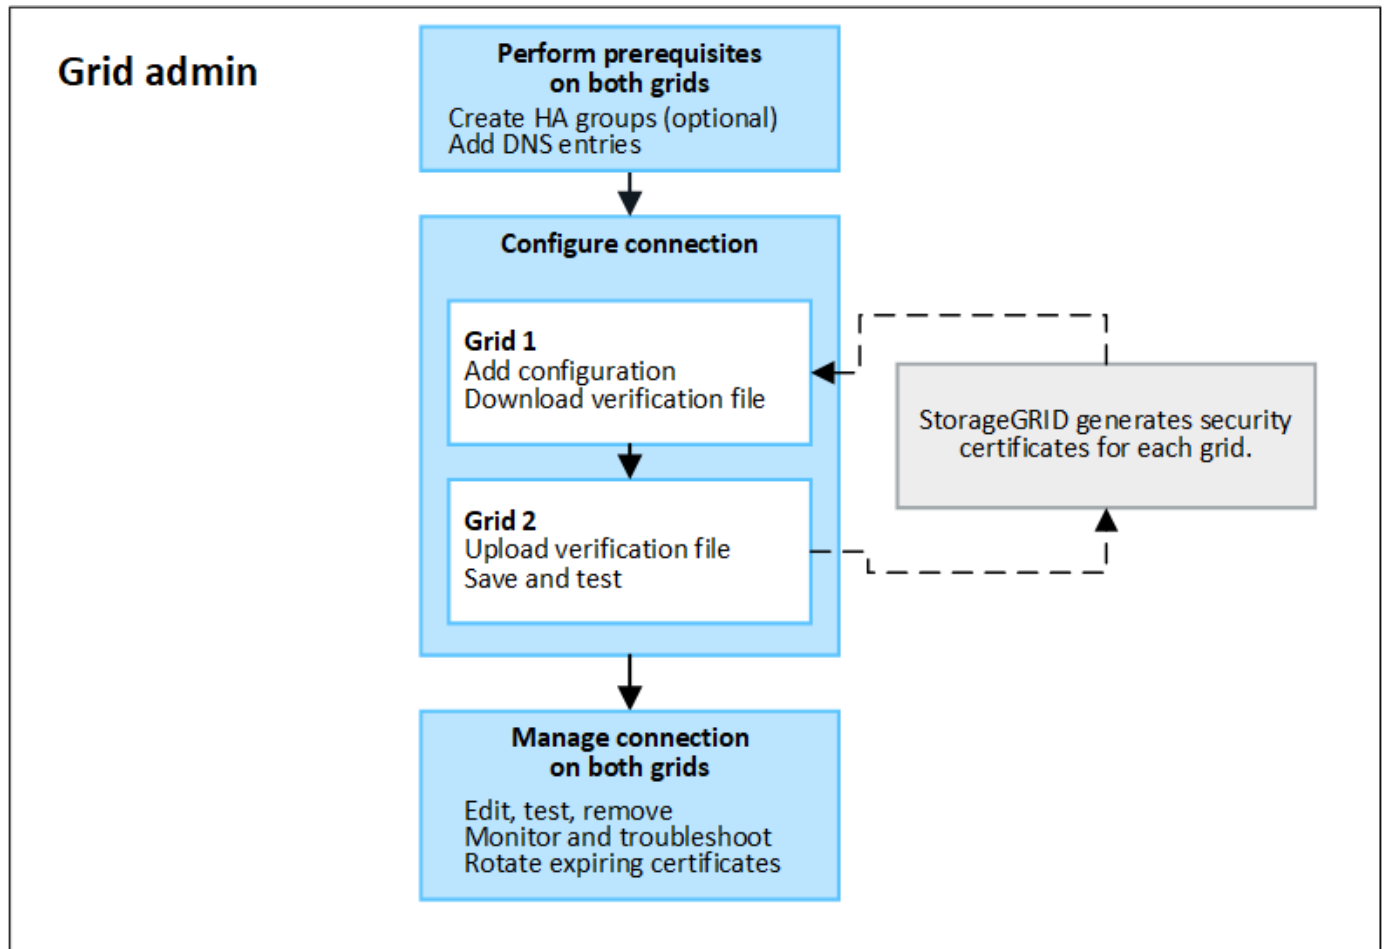 Grid admin
Perform prerequisites
on both grids
Create HA groups (optional)
Add DNS entries
Configure connection
Grid 1
Add configuration
Download verification file
StorageGRID generates security
certificates for each grid.
Grid 2
Upload verification file
Save and test
Manage connection
on both grids
Edit, test, remove
Monitor and troubleshoot
Rotate expiring certificates